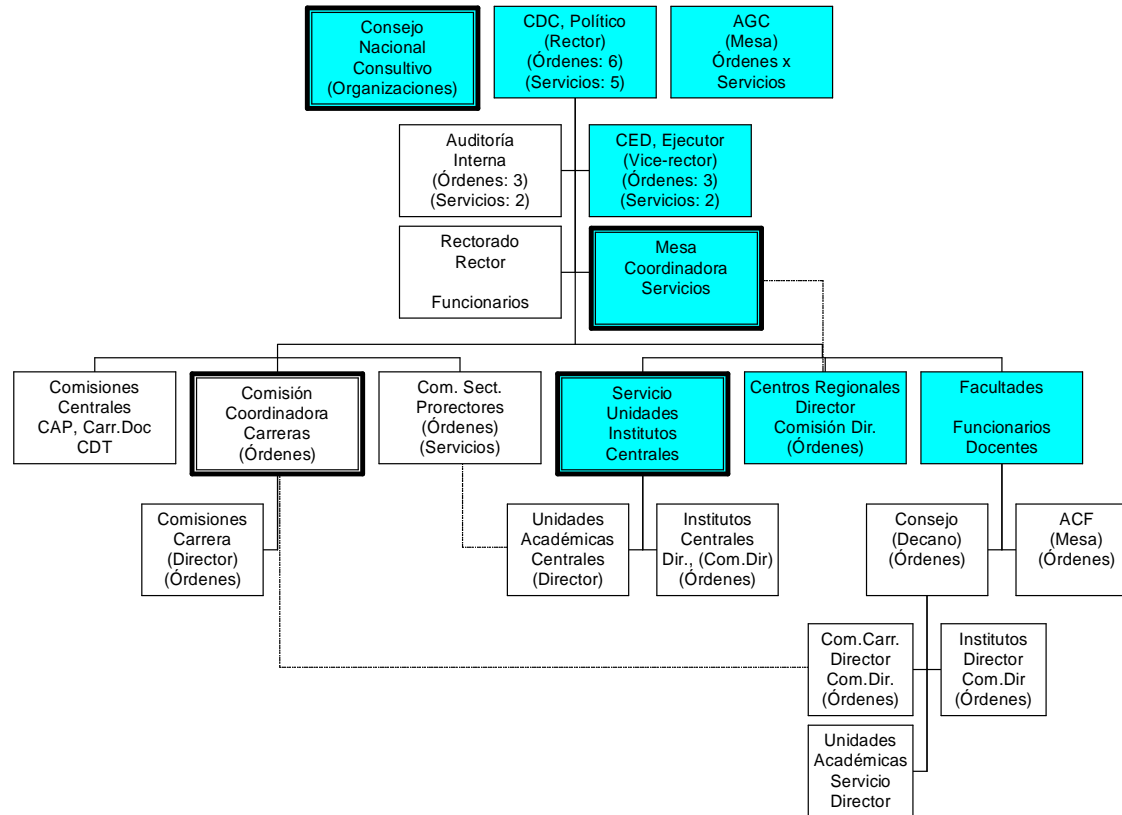 Consejo
Nacional
Consultivo
(Organizaciones)
CDC, Político
(Rector)
(Órdenes: 6)
(Servicios: 5)
AGC
(Mesa)
Órdenes x
Servicios
Auditoría
Interna
(Órdenes: 3)
(Servicios: 2)
CED, Ejecutor
(Vice-rector)
(Órdenes: 3)
(Servicios: 2)
Rectorado
Rector
Funcionarios
Mesa
Coordinadora
Servicios
Comisiones
Centrales
CAP, Carr.Doc
CDT
Comisión
Coordinadora
Carreras
(Órdenes)
Com. Sect.
Prorectores
(Órdenes)
(Servicios)
Servicio
Unidades
Institutos
Centrales
Centros Regionales
Director
Comisión Dir.
(Órdenes)
Facultades
Funcionarios
Docentes
Comisiones
Carrera
(Director)
(Órdenes)
Unidades
Académicas
Centrales
(Director)
Institutos
Centrales
Dir., (Com.Dir)
(Órdenes)
Consejo
(Decano)
(Órdenes)
ACF
(Mesa)
(Órdenes)
Com.Carr.
Director
Com.Dir.
(Órdenes)
Institutos
Director
Com.Dir
(Órdenes)
Unidades
Académicas
Servicio
Director